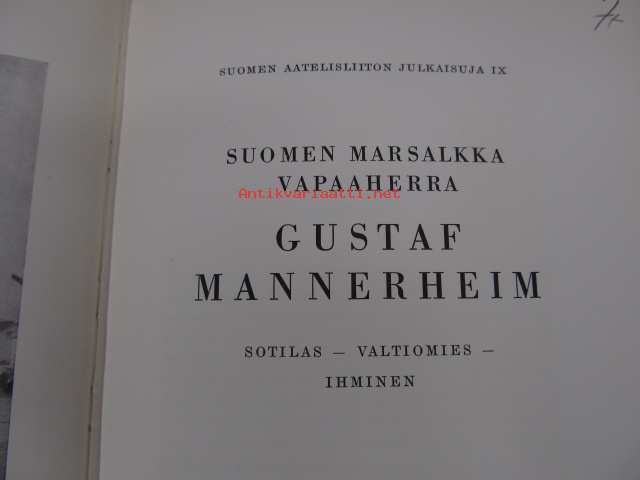 SUOMEN AATELISLIITON JULKAISUJA IX
SUOMEN MARSALKKA
VAPAAHERRA
Antikvariaatti.net
GUSTAF
MANNERHEIM
SOTILAS — VALTIOMIES —
IHMINEN